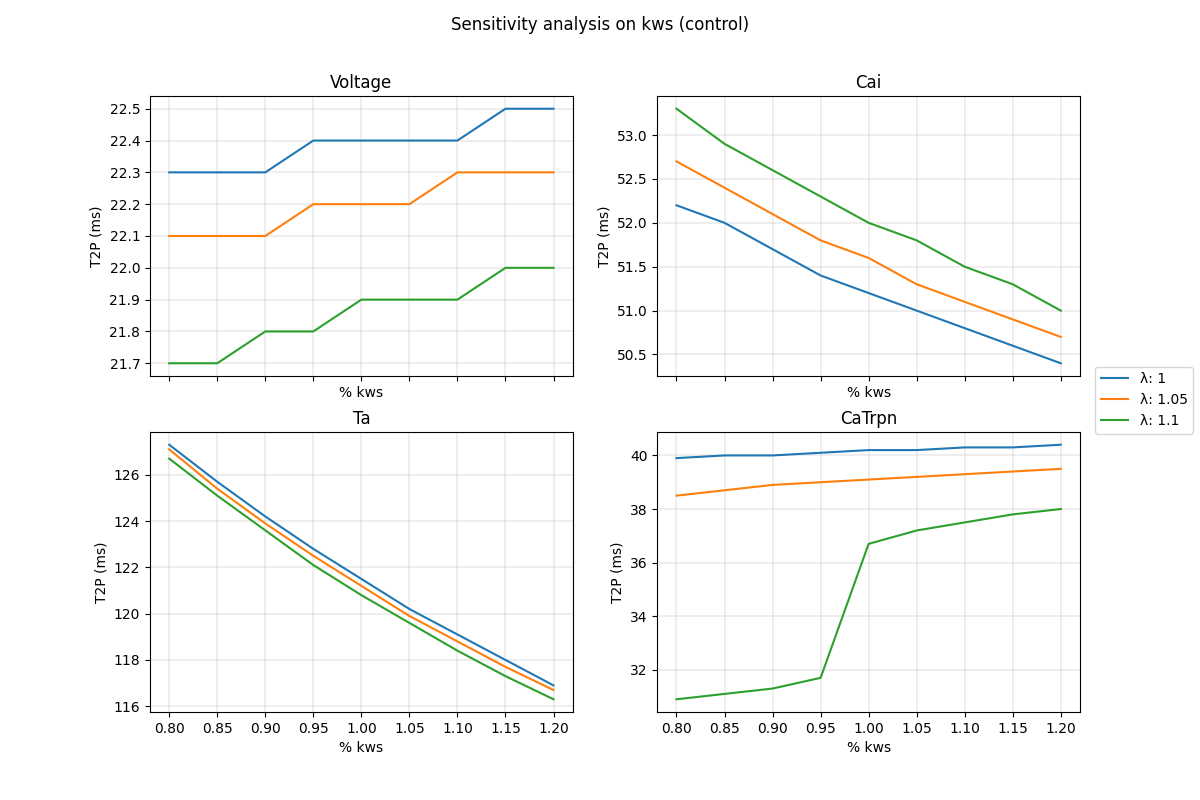 Sensitivity analysis on kws (control)
Voltage
22.5
22.4
22.3
22.2
22.1
22.0
21.9
21.8
21.7
T2P (ms)
% kws
Cai
53.0
52.5
52.0
51.5
51.0
50.5
T2P (ms)
% kws
λ: 1
λ: 1.05
λ: 1.1
Ta
126
124
122
120
118
116
T2P (ms)
0.80 0.85 0.90 0.95 1.00 1.05 1.10 1.15 1.20
% kws
CaTrpn
40
38
36
34
32
T2P (ms)
0.80 0.85 0.90 0.95 1.00 1.05 1.10 1.15 1.20
% kws